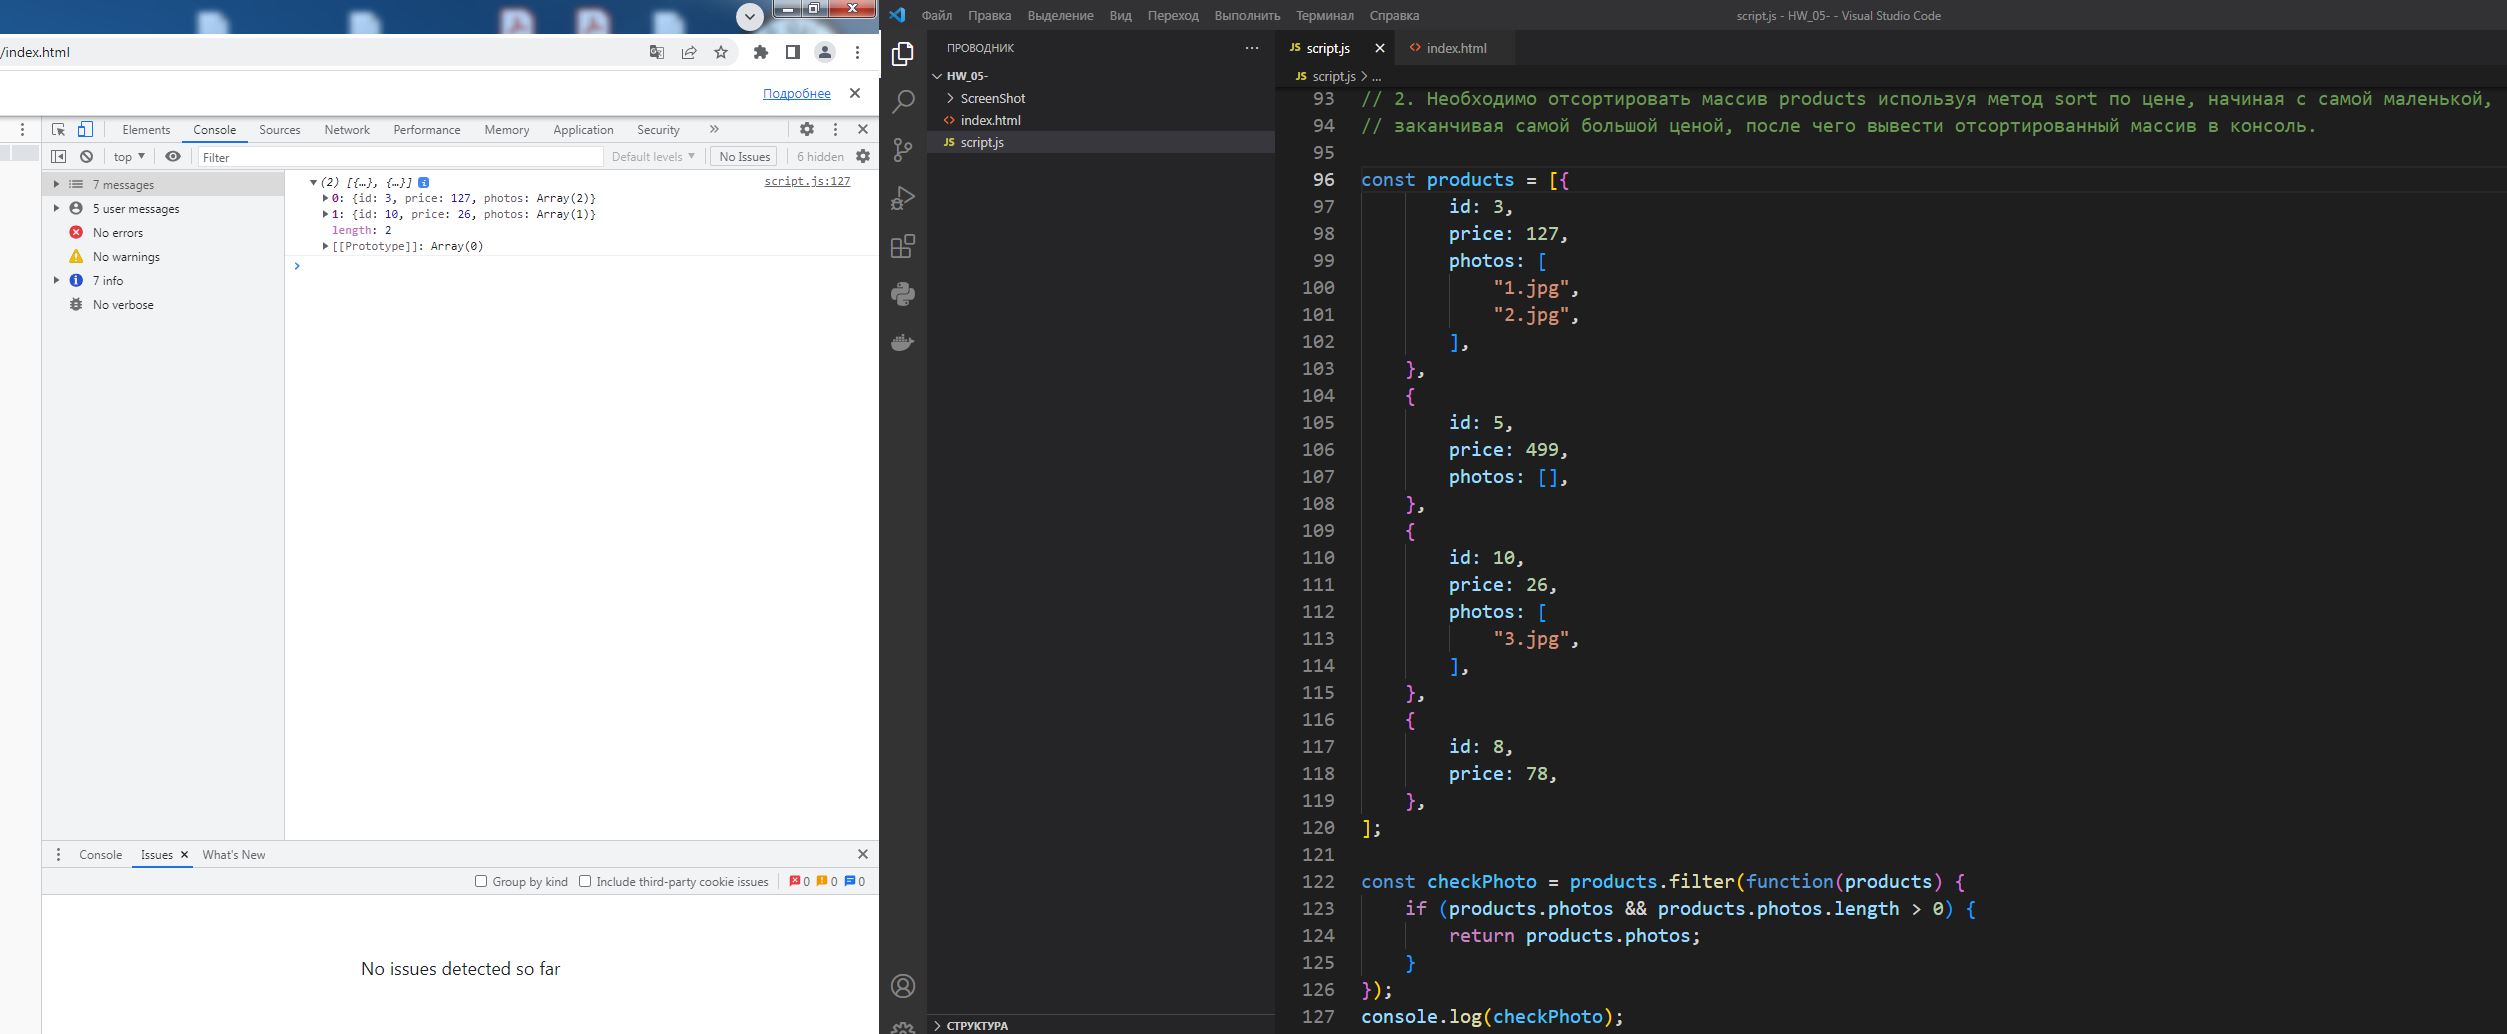 /index.html
Подробнее
Elements Console Sources Network Performance Memory Application Security »
top Filter Default levels No Issues 6 hidden
7 messages
5 user messages
No errors
No warnings
7 info
No verbose
(2) [{…}, {…}] script.js:127
0: {id: 3, price: 127, photos: Array(2)}
1: {id: 10, price: 26, photos: Array(1)}
length: 2
[[Prototype]]: Array(0)
Console Issues What's New
Group by kind Include third-party cookie issues 0 0 0
No issues detected so far
Файл Правка Выделение Вид Переход Выполнить Терминал Справка script.js - HW_05- - Visual Studio Code
ПРОВОДНИК
HW_05-
ScreenShot
index.html
JS script.js
СТРУКТУРА
JS script.js index.html
JS script.js > ...
93 // 2. Необходимо отсортировать массив products используя метод sort по цене, начиная с самой маленькой,
94 // заканчивая самой большой ценой, после чего вывести отсортированный массив в консоль.
95
96 const products = [{
97 id: 3,
98 price: 127,
99 photos: [
100 "1.jpg",
101 "2.jpg",
102 ],
103 },
104 {
105 id: 5,
106 price: 499,
107 photos: [],
108 },
109 {
110 id: 10,
111 price: 26,
112 photos: [
113 "3.jpg",
114 ],
115 },
116 {
117 id: 8,
118 price: 78,
119 },
120 ];
121
122 const checkPhoto = products.filter(function(products) {
123 if (products.photos && products.photos.length > 0) {
124 return products.photos;
125 }
126 });
127 console.log(checkPhoto);